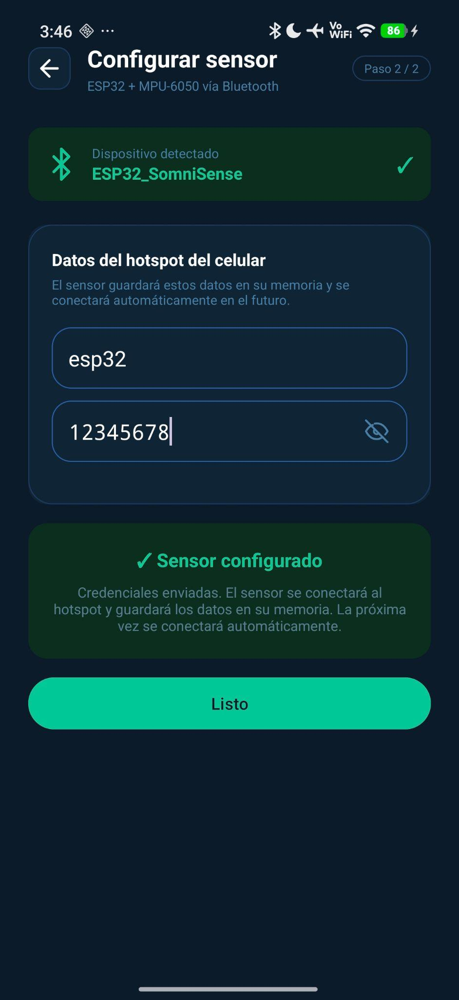 3:46 ...
Vo WiFi 86
Configurar sensor
ESP32 + MPU-6050 vía Bluetooth
Paso 2 / 2
Dispositivo detectado
ESP32_SomniSense
✓
Datos del hotspot del celular
El sensor guardará estos datos en su memoria y se
conectará automáticamente en el futuro.
esp32
12345678
✓ Sensor configurado
Credenciales enviadas. El sensor se conectará al
hotspot y guardará los datos en su memoria. La próxima
vez se conectará automáticamente.
Listo